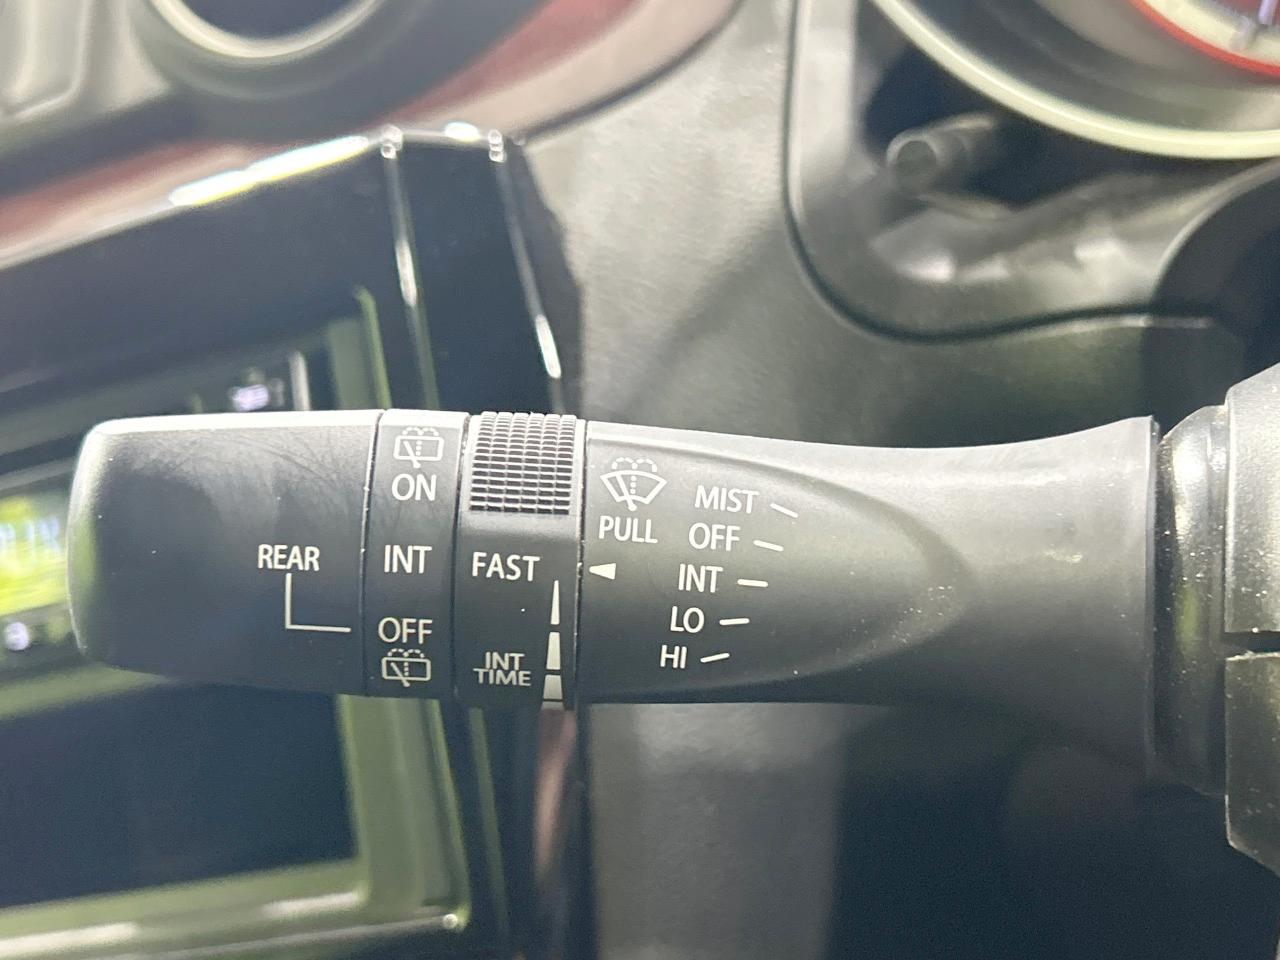 REAR
ON
INT
OFF
FAST
INT
TIME
PULL
MIST
OFF
INT
LO
HI